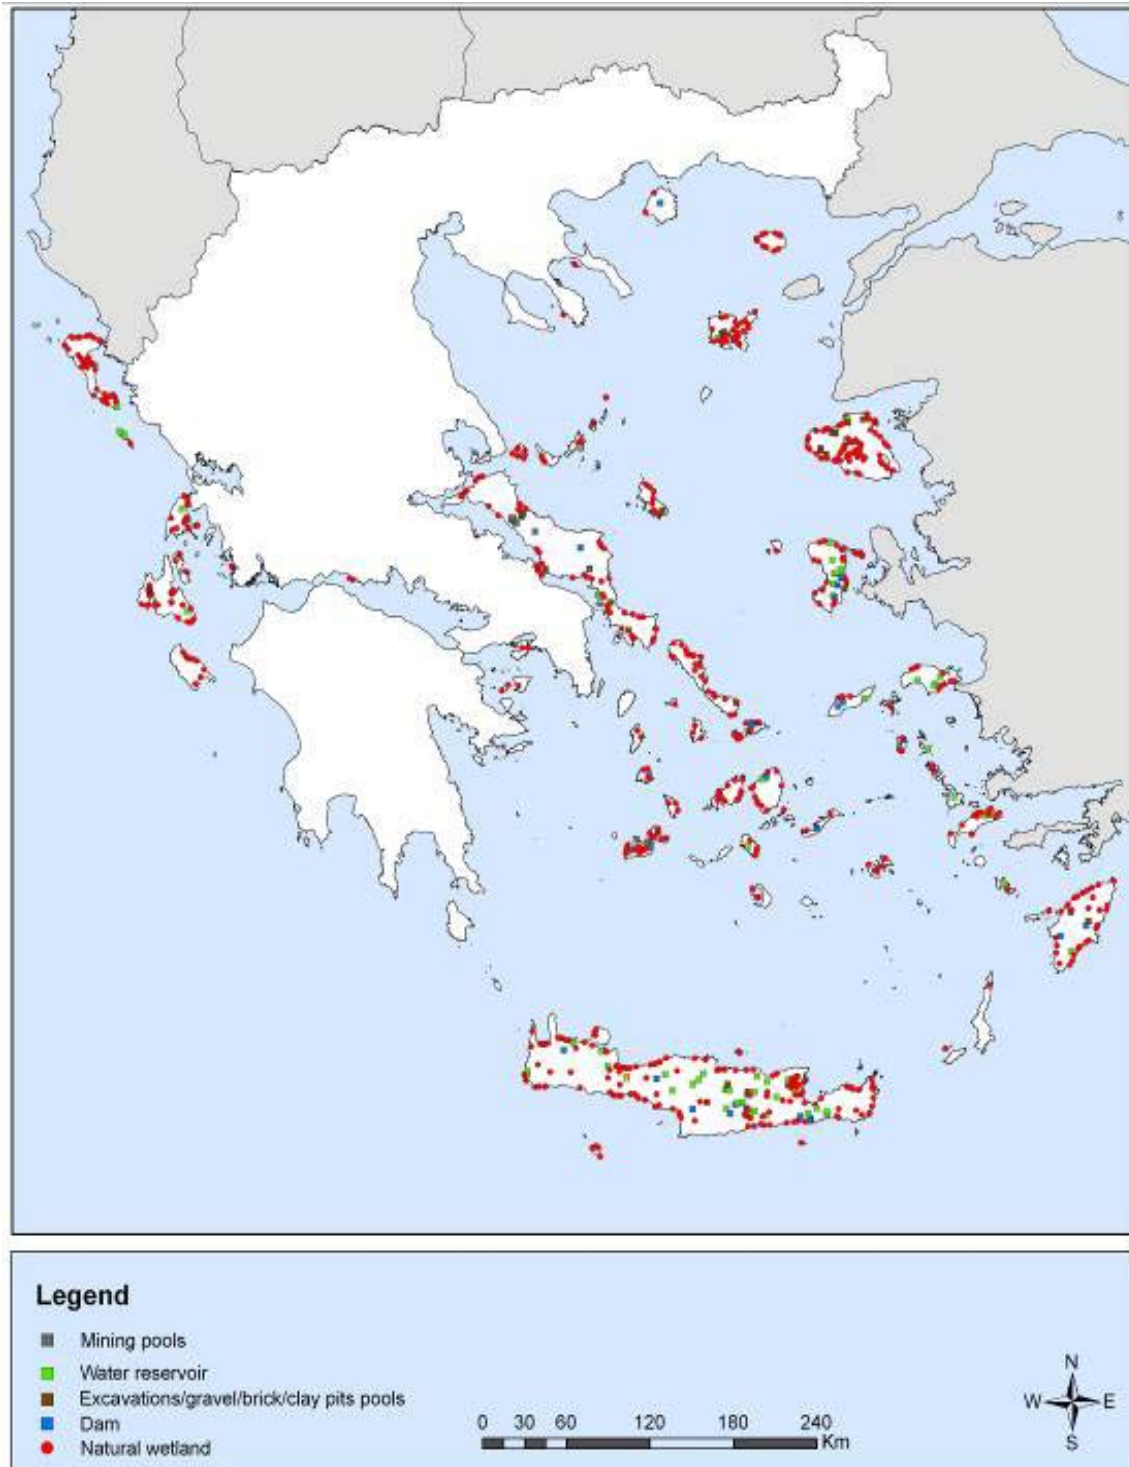 Legend
Mining pools
Water reservoir
Excavations/gravel/brick/clay pits pools
Dam
Natural wetland
0 30 60 120 180 240
Km
N
W E
S